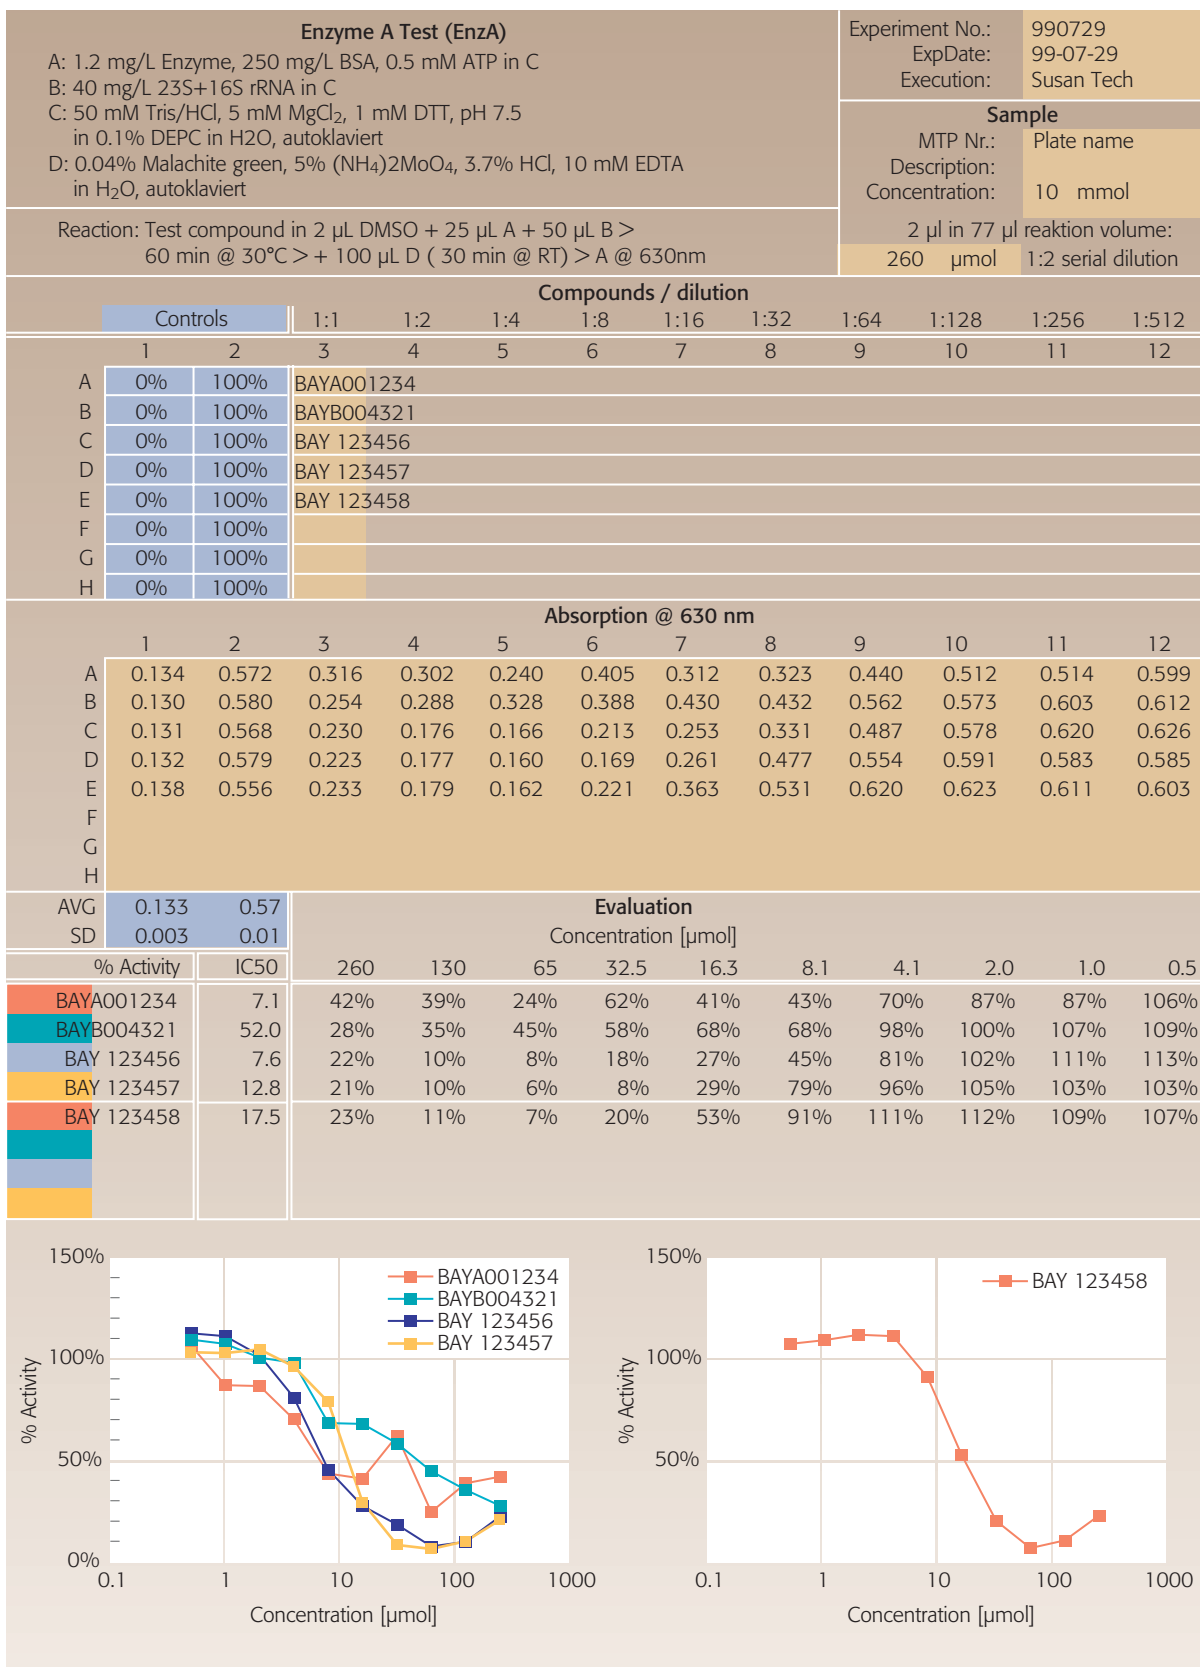 Enzyme A Test (EnzA)
A: 1.2 mg/L Enzyme, 250 mg/L BSA, 0.5 mM ATP in C
B: 40 mg/L 23S+16S rRNA in C
C: 50 mM Tris/HCl, 5 mM MgCl₂, 1 mM DTT, pH 7.5
in 0.1% DEPC in H2O, autoklaviert
D: 0.04% Malachite green, 5% (NH₄)2MoO₄, 3.7% HCl, 10 mM EDTA
in H₂O, autoklaviert
Reaction: Test compound in 2 µL DMSO + 25 µL A + 50 µL B >
60 min @ 30°C > + 100 µL D ( 30 min @ RT) > A @ 630nm
Experiment No.: 990729
ExpDate: 99-07-29
Execution: Susan Tech
Sample
MTP Nr.: Plate name
Description:
Concentration: 10 mmol
2 µl in 77 µl reaktion volume:
260 µmol 1:2 serial dilution
Compounds / dilution
Controls 1:1 1:2 1:4 1:8 1:16 1:32 1:64 1:128 1:256 1:512
1 2 3 4 5 6 7 8 9 10 11 12
A 0% 100% BAYA001234
B 0% 100% BAYB004321
C 0% 100% BAY 123456
D 0% 100% BAY 123457
E 0% 100% BAY 123458
F 0% 100%
G 0% 100%
H 0% 100%
Absorption @ 630 nm
1 2 3 4 5 6 7 8 9 10 11 12
A 0.134 0.572 0.316 0.302 0.240 0.405 0.312 0.323 0.440 0.512 0.514 0.599
B 0.130 0.580 0.254 0.288 0.328 0.388 0.430 0.432 0.562 0.573 0.603 0.612
C 0.131 0.568 0.230 0.176 0.166 0.213 0.253 0.331 0.487 0.578 0.620 0.626
D 0.132 0.579 0.223 0.177 0.160 0.169 0.261 0.477 0.554 0.591 0.583 0.585
E 0.138 0.556 0.233 0.179 0.162 0.221 0.363 0.531 0.620 0.623 0.611 0.603
F
G
H
AVG 0.133 0.57 Evaluation
SD 0.003 0.01 Concentration [µmol]
% Activity IC50 260 130 65 32.5 16.3 8.1 4.1 2.0 1.0 0.5
BAYA001234 7.1 42% 39% 24% 62% 41% 43% 70% 87% 87% 106%
BAYB004321 52.0 28% 35% 45% 58% 68% 68% 98% 100% 107% 109%
BAY 123456 7.6 22% 10% 8% 18% 27% 45% 81% 102% 111% 113%
BAY 123457 12.8 21% 10% 6% 8% 29% 79% 96% 105% 103% 103%
BAY 123458 17.5 23% 11% 7% 20% 53% 91% 111% 112% 109% 107%
150%
100%
50%
0%
% Activity
BAYA001234
BAYB004321
BAY 123456
BAY 123457
0.1 1 10 100 1000
Concentration [µmol]
150%
100%
50%
% Activity
BAY 123458
0.1 1 10 100 1000
Concentration [µmol]